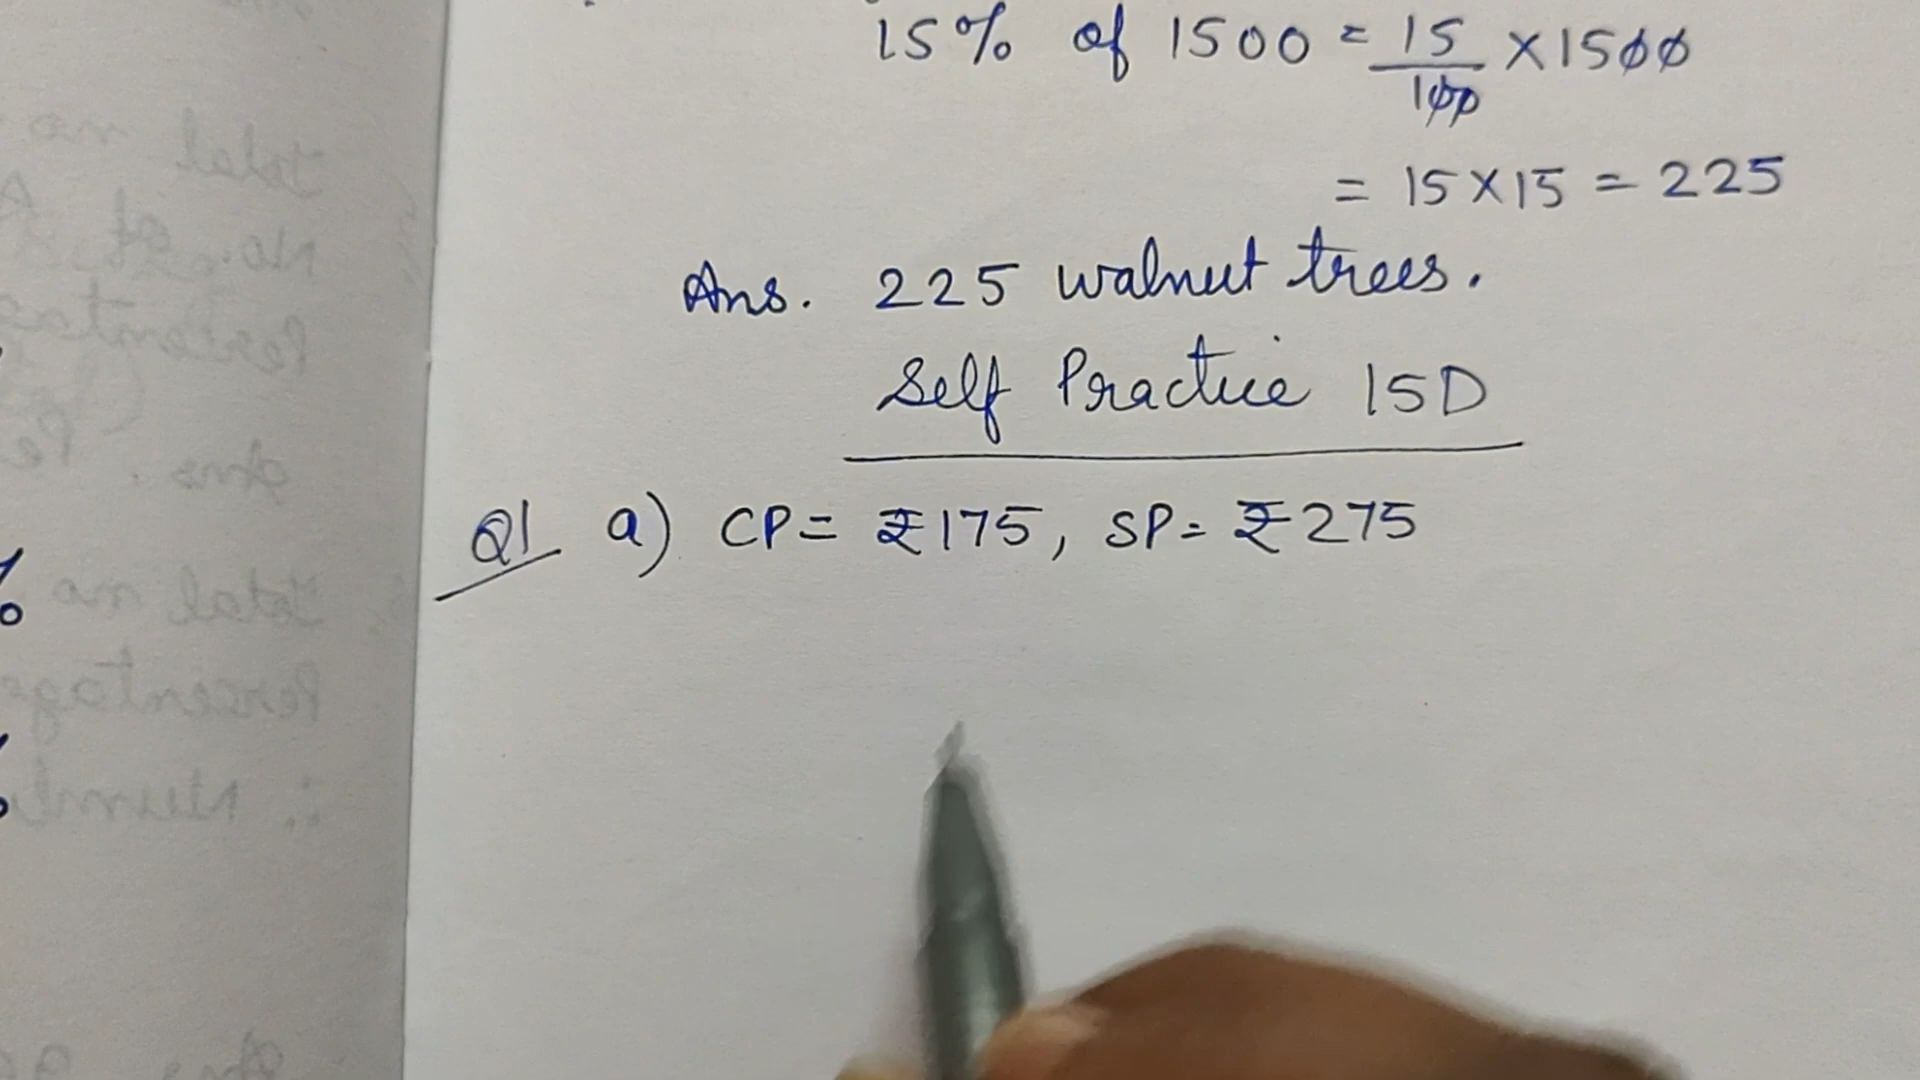 15% of 1500 = 15/100 × 1500
= 15 × 15 = 225
Ans. 225 walnut trees.
Self Practice 15D
Q1 a) CP = ₹175, SP = ₹275